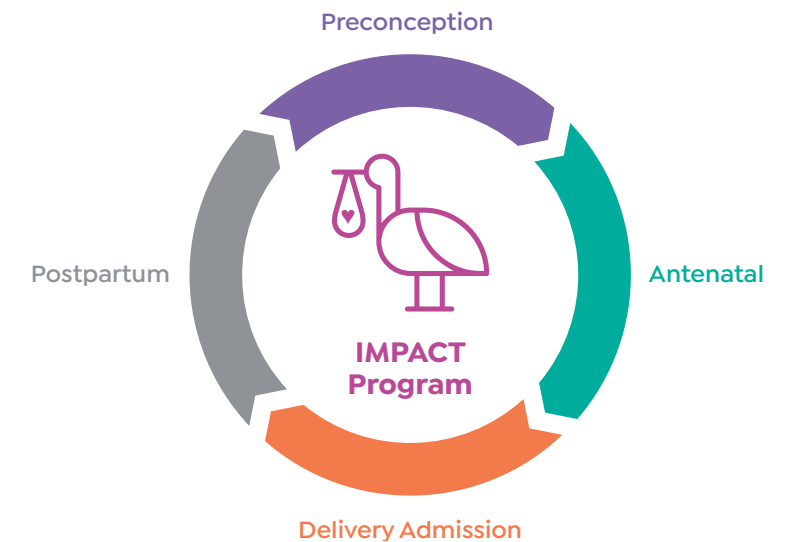 Preconception
Postpartum
Antenatal
IMPACT
Program
Delivery Admission